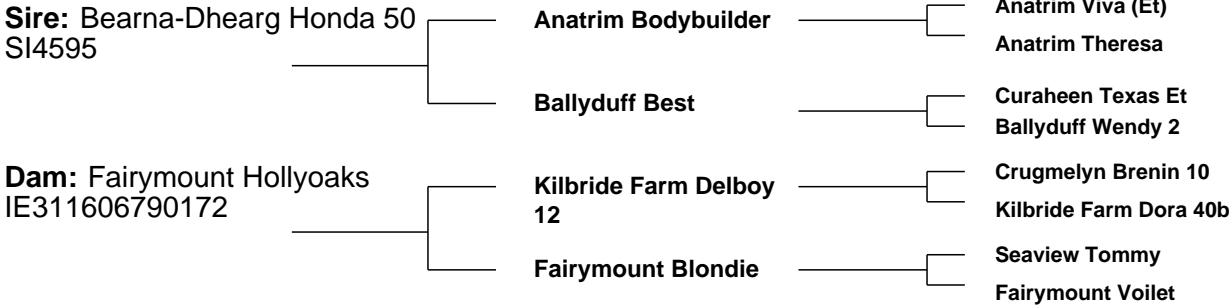 Sire: Bearna-Dhearg Honda 50
SI4595
Anatrim Bodybuilder
Anatrim Viva (Et)
Anatrim Theresa
Ballyduff Best
Curaheen Texas Et
Ballyduff Wendy 2
Dam: Fairymount Hollyoaks
IE311606790172
Kilbride Farm Delboy
12
Crugmelyn Brenin 10
Kilbride Farm Dora 40b
Fairymount Blondie
Seaview Tommy
Fairymount Voilet